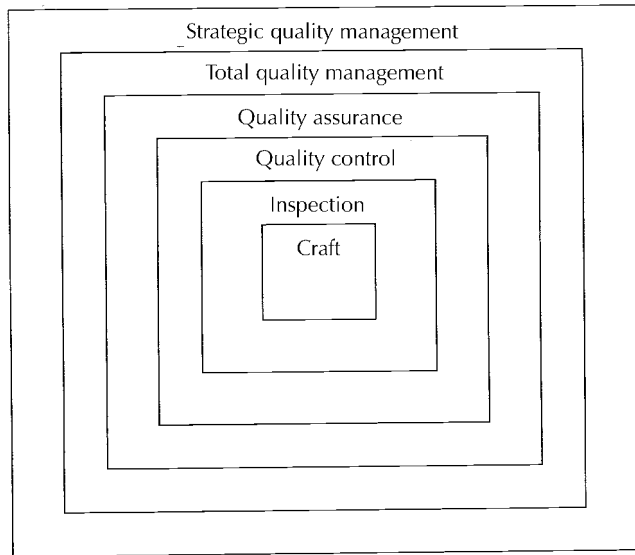 Strategic quality management
Total quality management
Quality assurance
Quality control
Inspection
Craft